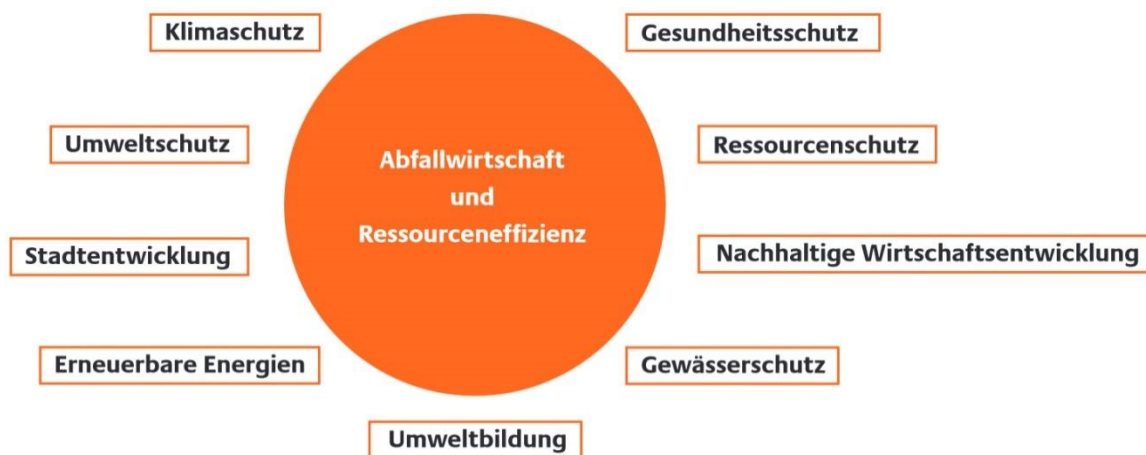 Klimaschutz
Gesundheitsschutz
Umweltschutz
Ressourcenschutz
Abfallwirtschaft
und
Ressourceneffizienz
Stadtentwicklung
Nachhaltige Wirtschaftsentwicklung
Erneuerbare Energien
Gewässerschutz
Umweltbildung